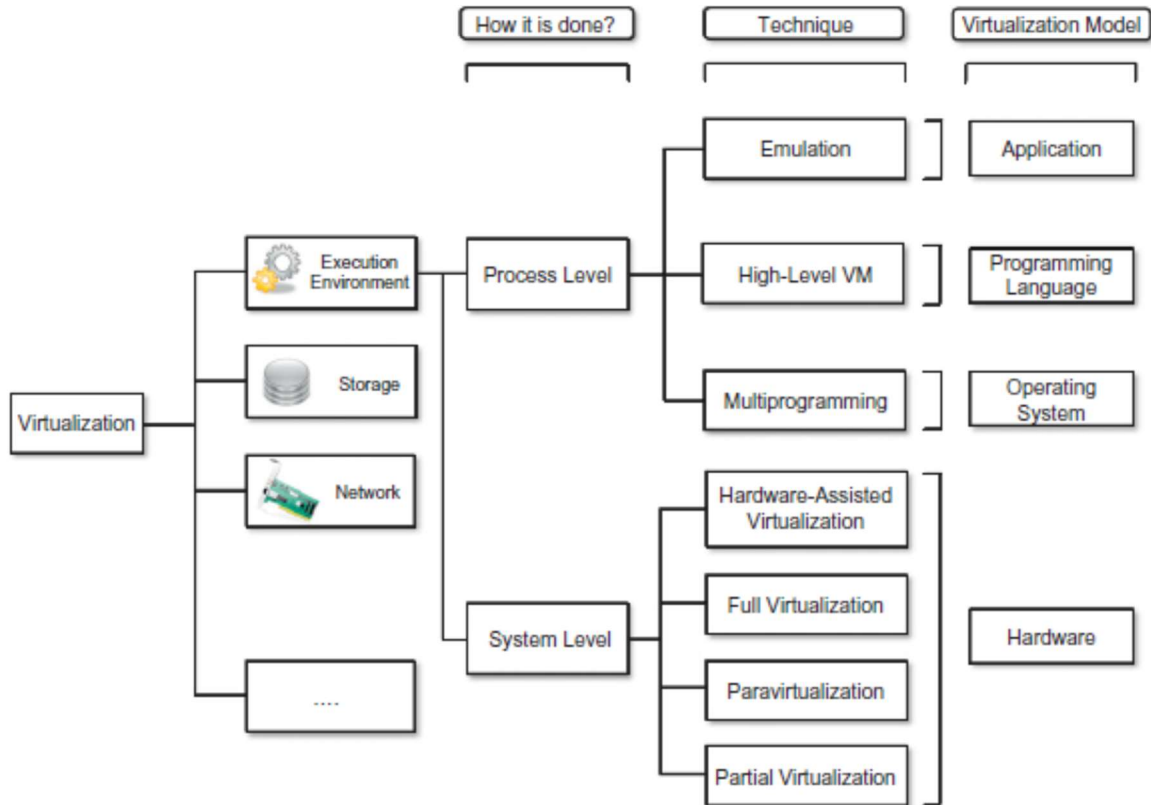 How it is done?
Technique
Virtualization Model
Emulation
Application
Execution
Environment
Process Level
High-Level VM
Programming
Language
Storage
Multiprogramming
Operating
System
Virtualization
Network
Hardware-Assisted
Virtualization
Full Virtualization
System Level
Hardware
Paravirtualization
....
Partial Virtualization